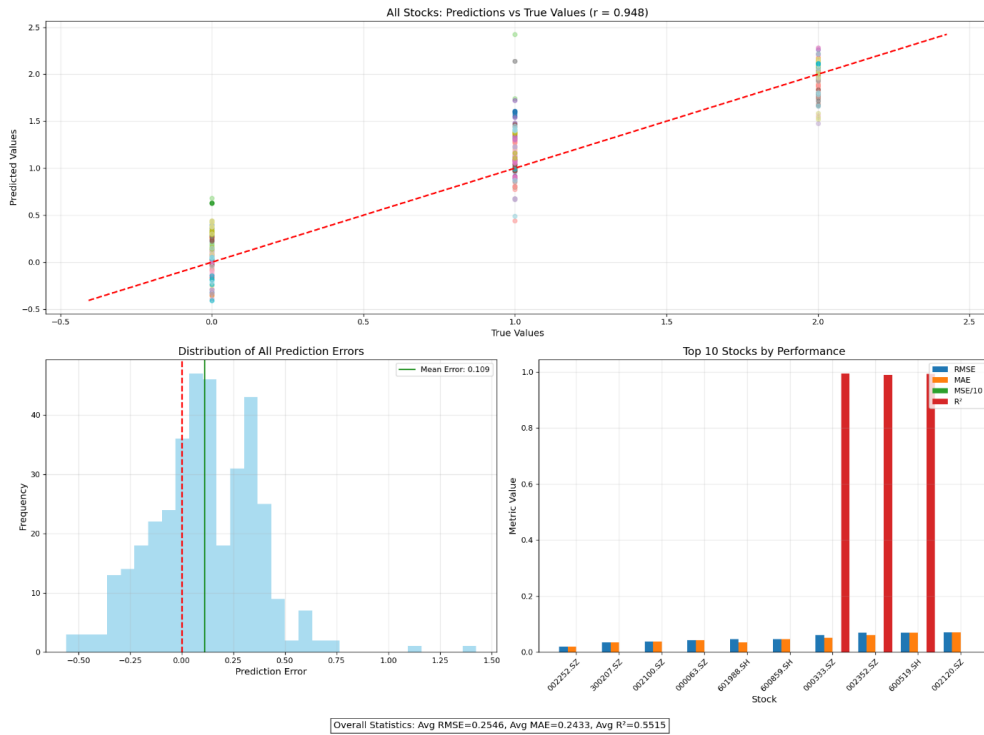 All Stocks: Predictions vs True Values (r = 0.948)
2.5
2.0
1.5
1.0
0.5
0.0
−0.5
Predicted Values
−0.5
0.0
0.5
1.0
1.5
2.0
2.5
True Values
Distribution of All Prediction Errors
Mean Error: 0.109
40
30
20
10
0
Frequency
−0.50
−0.25
0.00
0.25
0.50
0.75
1.00
1.25
1.50
Prediction Error
Top 10 Stocks by Performance
RMSE
MAE
MSE/10
R²
1.0
0.8
0.6
0.4
0.2
0.0
Metric Value
002252.SZ
300207.SZ
002100.SZ
000063.SZ
601988.SH
600859.SH
000333.SZ
002352.SZ
600519.SH
002120.SZ
Stock
Overall Statistics: Avg RMSE=0.2546, Avg MAE=0.2433, Avg R²=0.5515